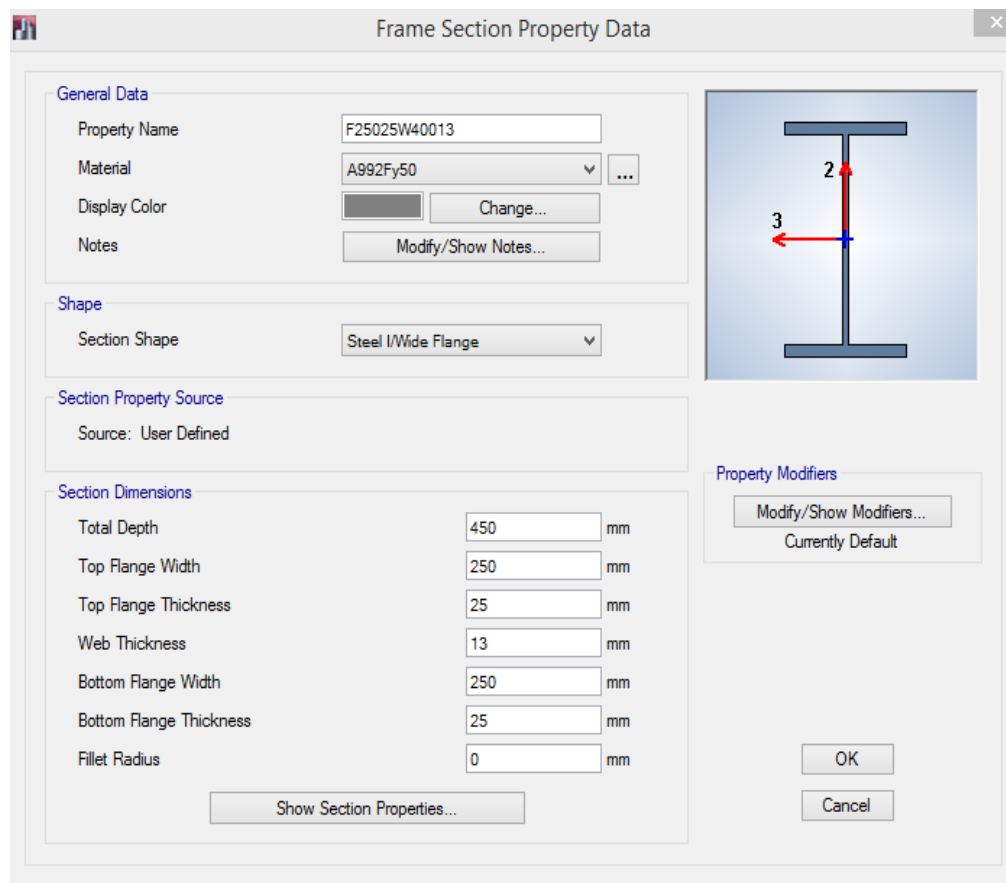 Frame Section Property Data
General Data
Property Name F25025W40013
Material A992Fy50 ...
Display Color Change...
Notes Modify/Show Notes...
Shape
Section Shape Steel I/Wide Flange
Section Property Source
Source: User Defined
Section Dimensions
Total Depth 450 mm
Top Flange Width 250 mm
Top Flange Thickness 25 mm
Web Thickness 13 mm
Bottom Flange Width 250 mm
Bottom Flange Thickness 25 mm
Fillet Radius 0 mm
Show Section Properties...
2
3
Property Modifiers
Modify/Show Modifiers...
Currently Default
OK
Cancel